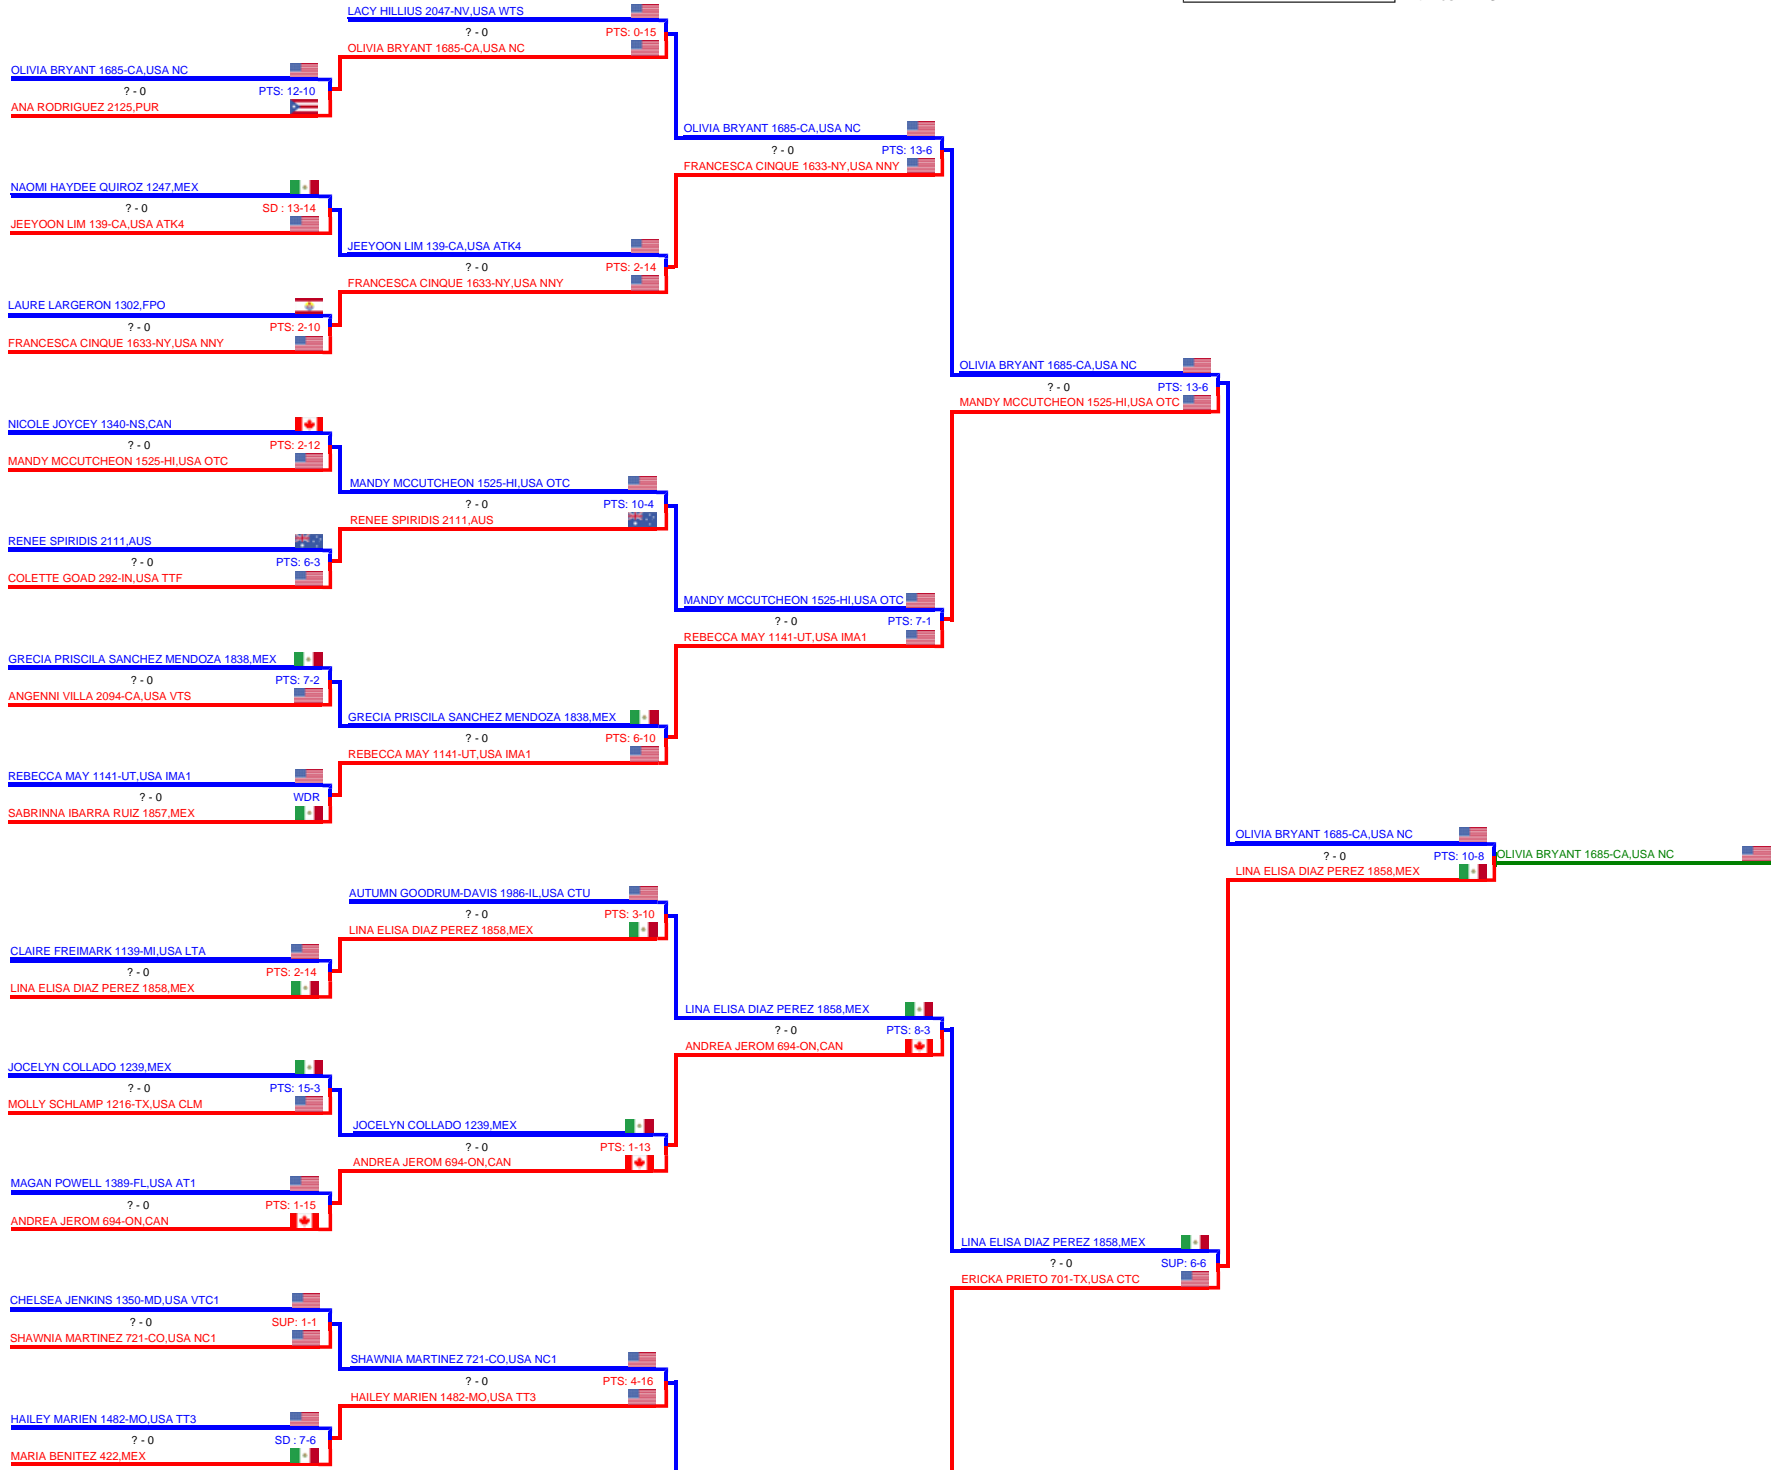 LACY HILLIUS 2047-NV,USA WTS
? - 0 PTS: 0-15
OLIVIA BRYANT 1685-CA,USA NC
OLIVIA BRYANT 1685-CA,USA NC
? - 0 PTS: 12-10
ANA RODRIGUEZ 2125,PUR
OLIVIA BRYANT 1685-CA,USA NC
? - 0 PTS: 13-6
FRANCESCA CINQUE 1633-NY,USA NNY
NAOMI HAYDEE QUIROZ 1247,MEX
? - 0 SD : 13-14
JEEYOON LIM 139-CA,USA ATK4
JEEYOON LIM 139-CA,USA ATK4
? - 0 PTS: 2-14
FRANCESCA CINQUE 1633-NY,USA NNY
LAURE LARGERON 1302,FPO
? - 0 PTS: 2-10
FRANCESCA CINQUE 1633-NY,USA NNY
OLIVIA BRYANT 1685-CA,USA NC
? - 0 PTS: 13-6
MANDY MCCUTCHEON 1525-HI,USA OTC
NICOLE JOYCEY 1340-NS,CAN
? - 0 PTS: 2-12
MANDY MCCUTCHEON 1525-HI,USA OTC
MANDY MCCUTCHEON 1525-HI,USA OTC
? - 0 PTS: 10-4
RENEE SPIRIDIS 2111,AUS
RENEE SPIRIDIS 2111,AUS
? - 0 PTS: 6-3
COLETTE GOAD 292-IN,USA TTF
MANDY MCCUTCHEON 1525-HI,USA OTC
? - 0 PTS: 7-1
REBECCA MAY 1141-UT,USA IMA1
GRECIA PRISCILA SANCHEZ MENDOZA 1838,MEX
? - 0 PTS: 7-2
ANGENNI VILLA 2094-CA,USA VTS
GRECIA PRISCILA SANCHEZ MENDOZA 1838,MEX
? - 0 PTS: 6-10
REBECCA MAY 1141-UT,USA IMA1
REBECCA MAY 1141-UT,USA IMA1
? - 0 WDR
SABRINNA IBARRA RUIZ 1857,MEX
OLIVIA BRYANT 1685-CA,USA NC
? - 0 PTS: 10-8
OLIVIA BRYANT 1685-CA,USA NC
LINA ELISA DIAZ PEREZ 1858,MEX
AUTUMN GOODRUM-DAVIS 1986-IL,USA CTU
? - 0 PTS: 3-10
LINA ELISA DIAZ PEREZ 1858,MEX
CLAIRE FREIMARK 1139-MI,USA LTA
? - 0 PTS: 2-14
LINA ELISA DIAZ PEREZ 1858,MEX
LINA ELISA DIAZ PEREZ 1858,MEX
? - 0 PTS: 8-3
ANDREA JEROM 694-ON,CAN
JOCELYN COLLADO 1239,MEX
? - 0 PTS: 15-3
MOLLY SCHLAMP 1216-TX,USA CLM
JOCELYN COLLADO 1239,MEX
? - 0 PTS: 1-13
ANDREA JEROM 694-ON,CAN
MAGAN POWELL 1389-FL,USA AT1
? - 0 PTS: 1-15
ANDREA JEROM 694-ON,CAN
LINA ELISA DIAZ PEREZ 1858,MEX
? - 0 SUP: 6-6
ERICKA PRIETO 701-TX,USA CTC
CHELSEA JENKINS 1350-MD,USA VTC1
? - 0 SUP: 1-1
SHAWNIA MARTINEZ 721-CO,USA NC1
SHAWNIA MARTINEZ 721-CO,USA NC1
? - 0 PTS: 4-16
HAILEY MARIEN 1482-MO,USA TT3
HAILEY MARIEN 1482-MO,USA TT3
? - 0 SD : 7-6
MARIA BENITEZ 422,MEX